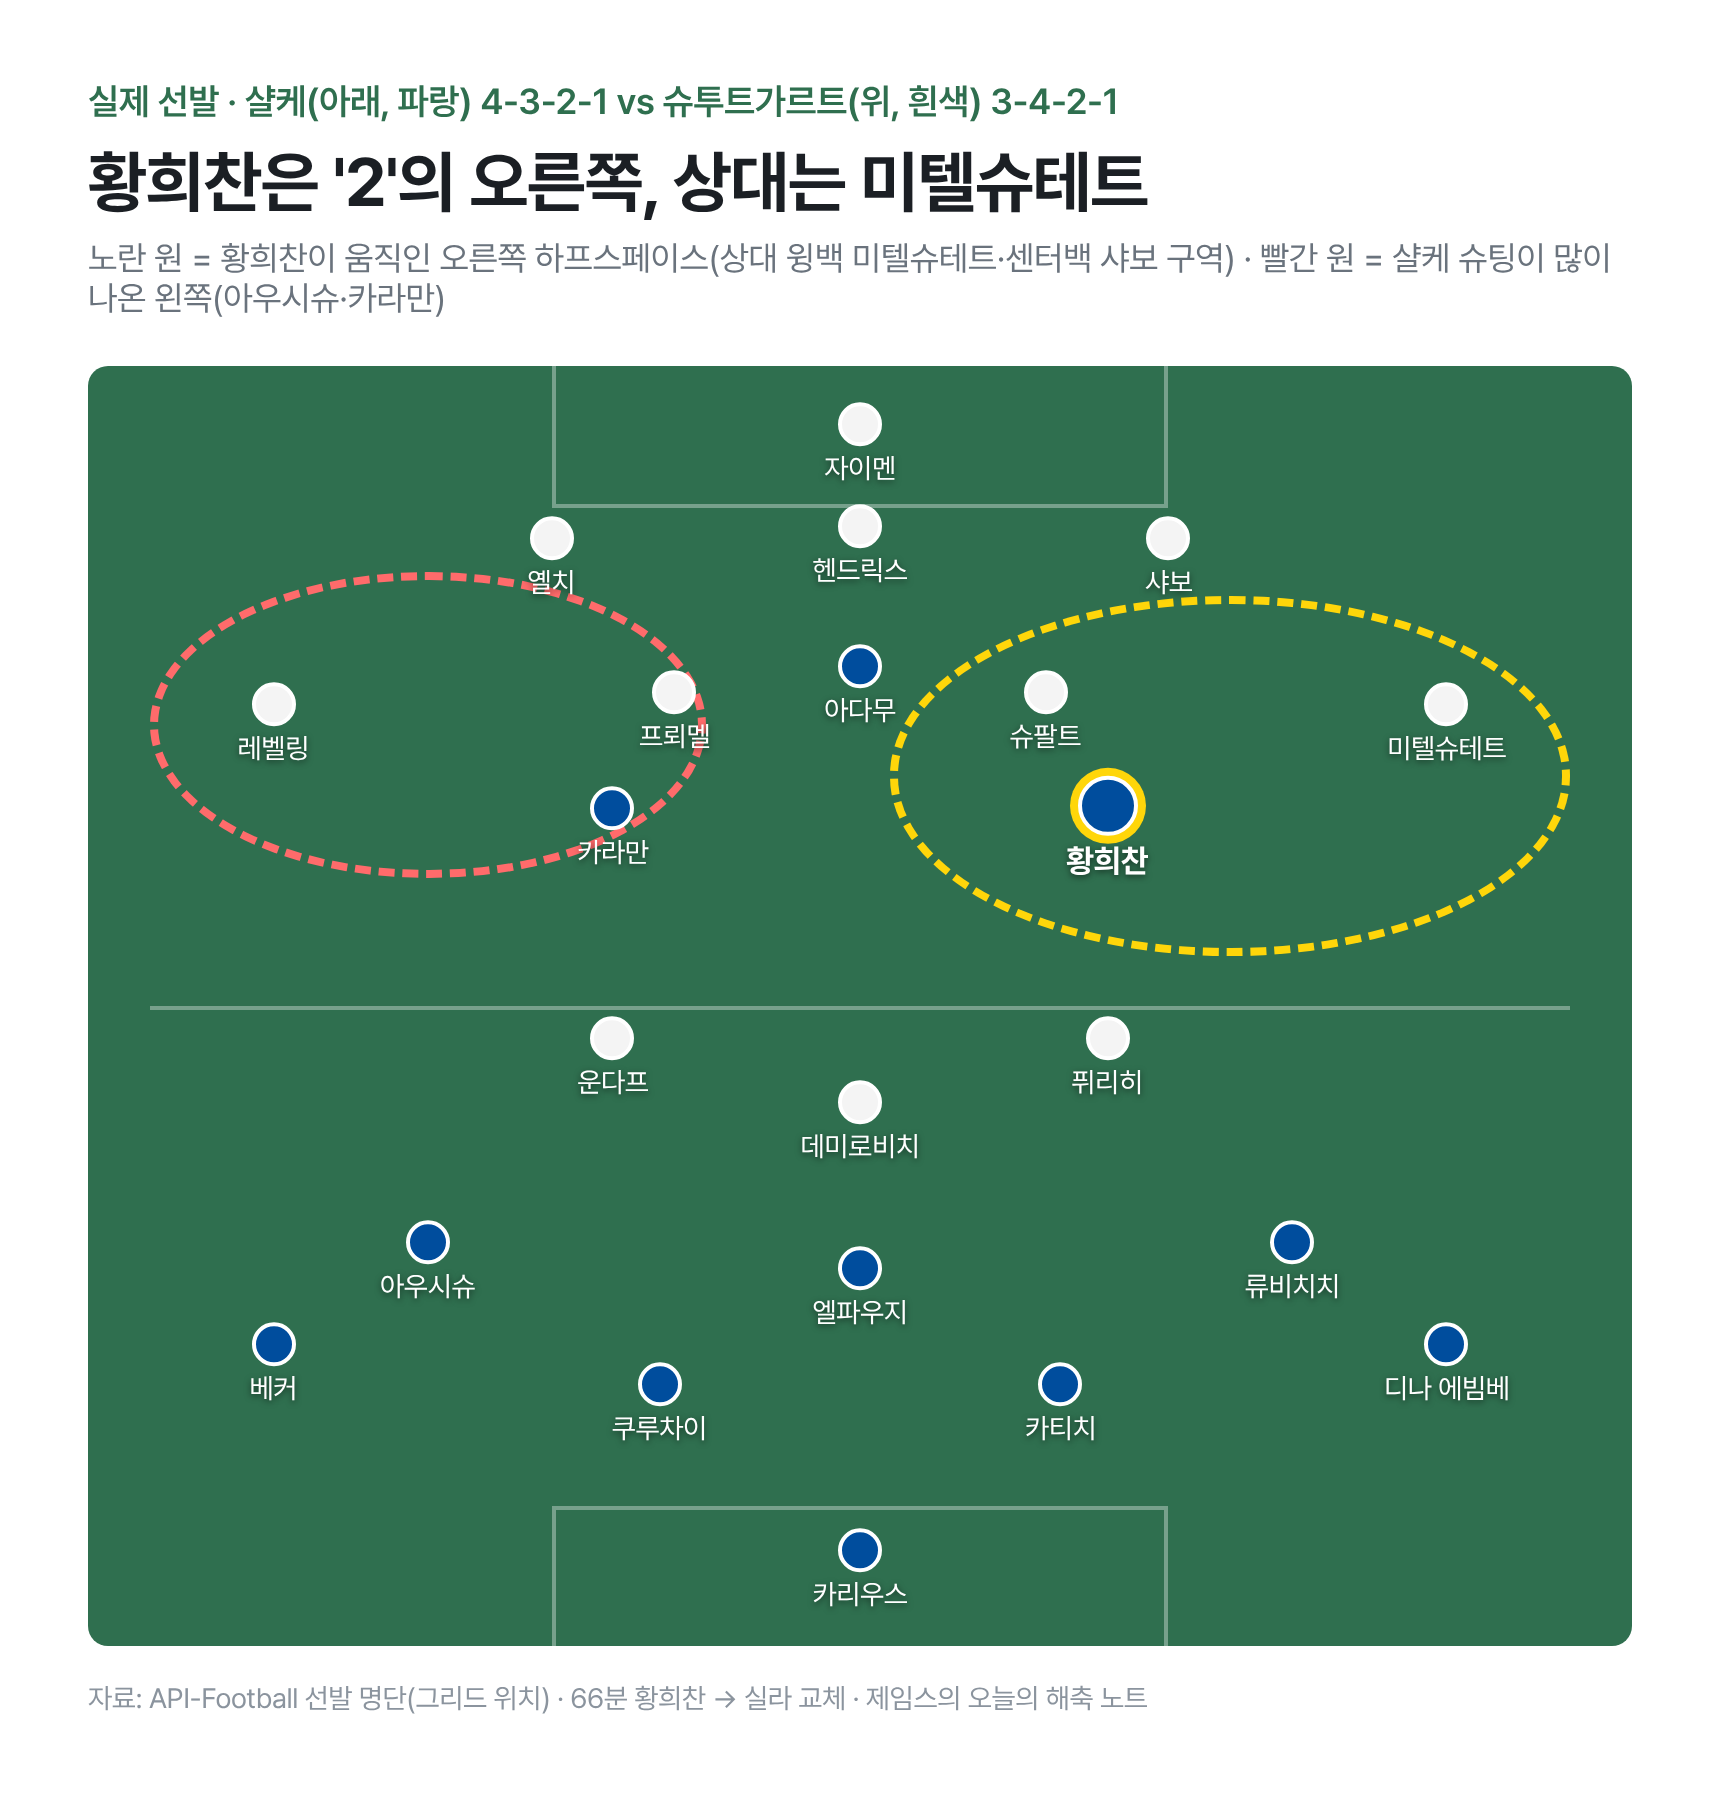 실제 선발 · 샬케(아래, 파랑) 4-3-2-1 vs 슈투트가르트(위, 흰색) 3-4-2-1
황희찬은 '2'의 오른쪽, 상대는 미텔슈테트
노란 원 = 황희찬이 움직인 오른쪽 하프스페이스(상대 윙백 미텔슈테트·센터백 샤보 구역) · 빨간 원 = 샬케 슈팅이 많이
나온 왼쪽(아우시슈·카라만)
자이멘
헨드릭스
옐치
샤보
아다무
프뢰멜
슈팔트
레벨링
미텔슈테트
카라만
황희찬
운다프
퓌리히
데미로비치
아우시슈
엘파우지
류비치치
베커
디나 에빔베
쿠루차이
카티치
카리우스
자료: API-Football 선발 명단(그리드 위치) · 66분 황희찬 → 실라 교체 · 제임스의 오늘의 해축 노트